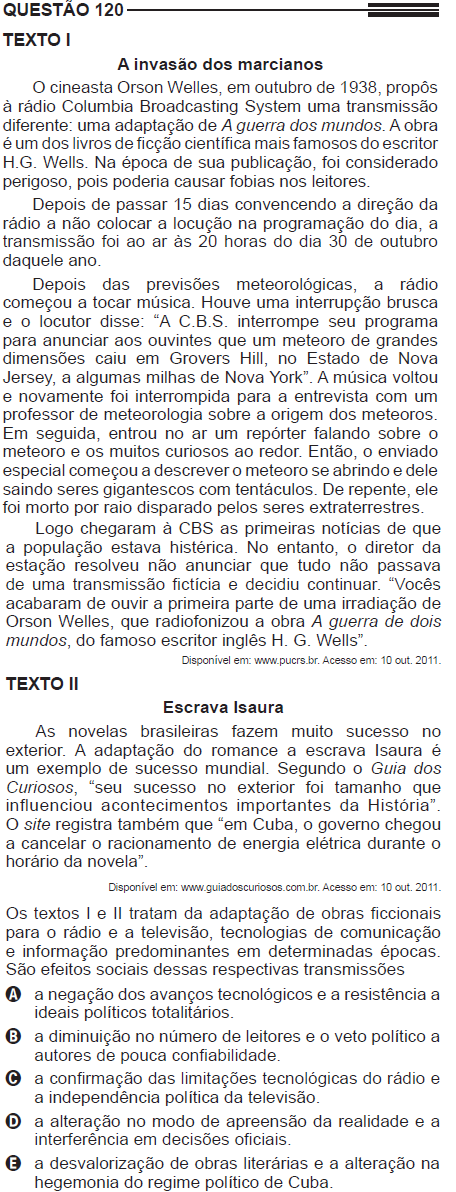 QUESTÃO 120
TEXTO I
A invasão dos marcianos
O cineasta Orson Welles, em outubro de 1938, propôs
à rádio Columbia Broadcasting System uma transmissão
diferente: uma adaptação de A guerra dos mundos. A obra
é um dos livros de ficção científica mais famosos do escritor
H.G. Wells. Na época de sua publicação, foi considerado
perigoso, pois poderia causar fobias nos leitores.
Depois de passar 15 dias convencendo a direção da
rádio a não colocar a locução na programação do dia, a
transmissão foi ao ar às 20 horas do dia 30 de outubro
daquele ano.
Depois das previsões meteorológicas, a rádio
começou a tocar música. Houve uma interrupção brusca
e o locutor disse: “A C.B.S. interrompe seu programa
para anunciar aos ouvintes que um meteoro de grandes
dimensões caiu em Grovers Hill, no Estado de Nova
Jersey, a algumas milhas de Nova York”. A música voltou
e novamente foi interrompida para a entrevista com um
professor de meteorologia sobre a origem dos meteoros.
Em seguida, entrou no ar um repórter falando sobre o
meteoro e os muitos curiosos ao redor. Então, o enviado
especial começou a descrever o meteoro se abrindo e dele
saindo seres gigantescos com tentáculos. De repente, ele
foi morto por raio disparado pelos seres extraterrestres.
Logo chegaram à CBS as primeiras notícias de que
a população estava histérica. No entanto, o diretor da
estação resolveu não anunciar que tudo não passava
de uma transmissão fictícia e decidiu continuar. “Vocês
acabaram de ouvir a primeira parte de uma irradiação de
Orson Welles, que radiofonizou a obra A guerra de dois
mundos, do famoso escritor inglês H. G. Wells”.
Disponível em: www.pucrs.br. Acesso em: 10 out. 2011.
TEXTO II
Escrava Isaura
As novelas brasileiras fazem muito sucesso no
exterior. A adaptação do romance a escrava Isaura é
um exemplo de sucesso mundial. Segundo o Guia dos
Curiosos, “seu sucesso no exterior foi tamanho que
influenciou acontecimentos importantes da História”.
O site registra também que “em Cuba, o governo chegou
a cancelar o racionamento de energia elétrica durante o
horário da novela”.
Disponível em: www.guiadoscuriosos.com.br. Acesso em: 10 out. 2011.
Os textos I e II tratam da adaptação de obras ficcionais
para o rádio e a televisão, tecnologias de comunicação
e informação predominantes em determinadas épocas.
São efeitos sociais dessas respectivas transmissões
A a negação dos avanços tecnológicos e a resistência a
ideais políticos totalitários.
B a diminuição no número de leitores e o veto político a
autores de pouca confiabilidade.
C a confirmação das limitações tecnológicas do rádio e
a independência política da televisão.
D a alteração no modo de apreensão da realidade e a
interferência em decisões oficiais.
E a desvalorização de obras literárias e a alteração na
hegemonia do regime político de Cuba.